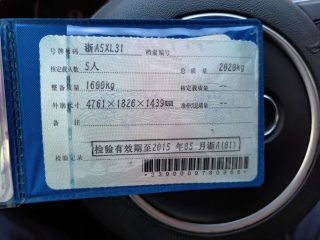 号牌号码 浙A5XL31 档案编号
核定载人数 5人 总质量 2020kg
整备质量 1600kg 核定载质量 --
外廓尺寸 4761×1826×1439mm 准牵引总质量 --
备注
检验有效期至2015年05月浙A(01)
检验记录